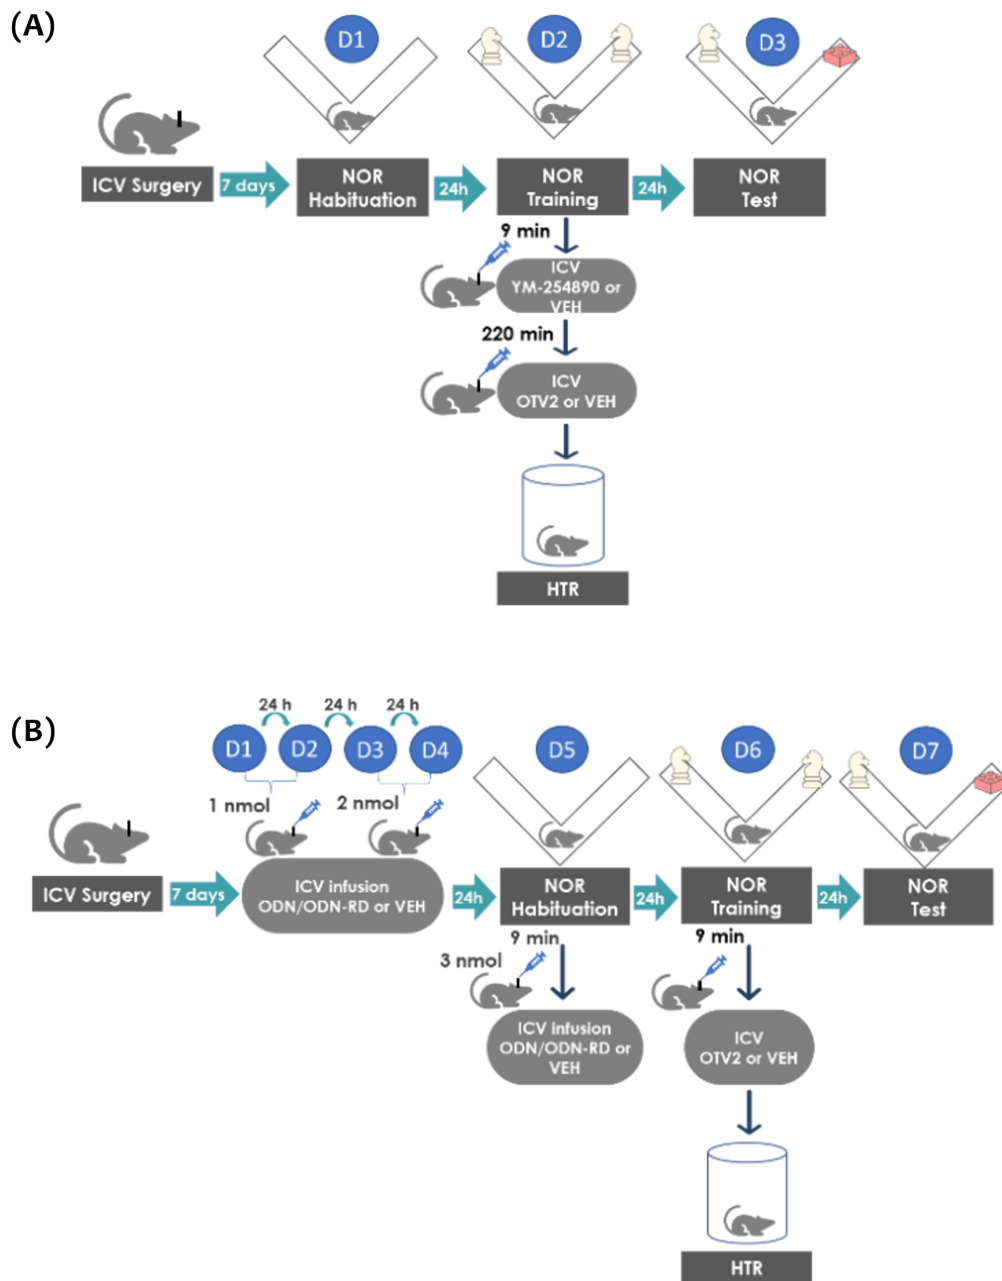 (A)
D1
D2
D3
ICV Surgery
7 days
NOR
Habituation
24h
NOR
Training
24h
NOR
Test
9 min
ICV
YM-254890 or
VEH
220 min
ICV
OTV2 or VEH
HTR
(B)
24 h
24 h
24 h
D1
D2
D3
D4
D5
D6
D7
1 nmol
2 nmol
ICV Surgery
7 days
ICV infusion
ODN/ODN-RD or VEH
24h
NOR
Habituation
24h
NOR
Training
24h
NOR
Test
9 min
3 nmol
ICV infusion
ODN/ODN-RD or
VEH
9 min
ICV
OTV2 or VEH
HTR